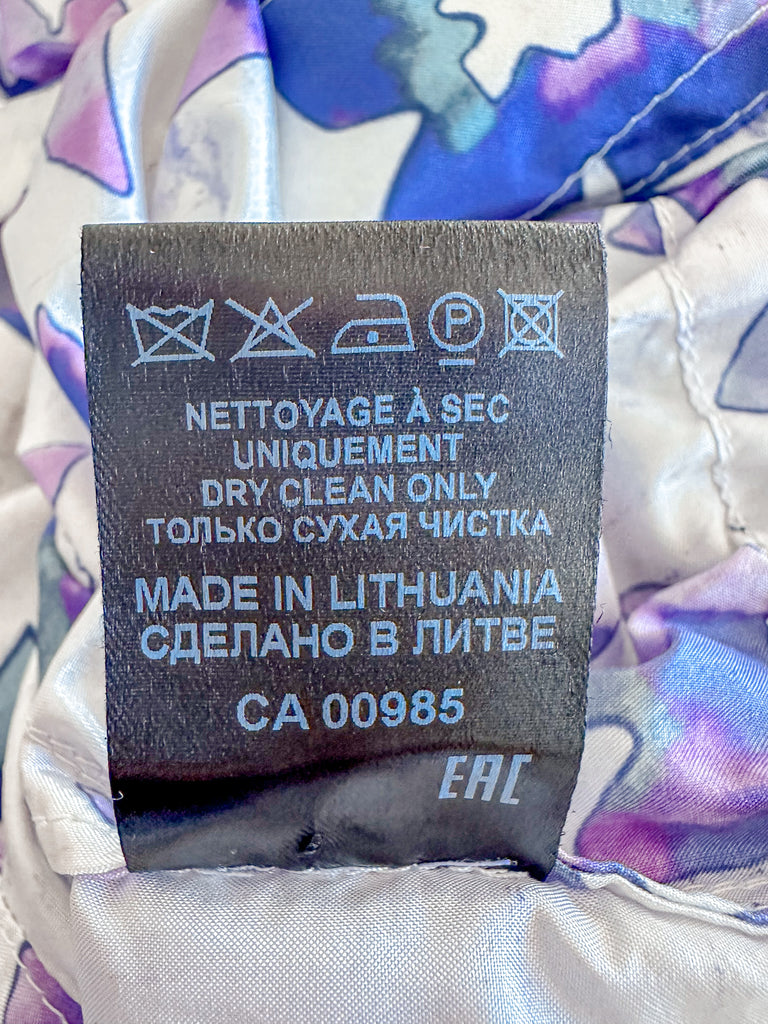 P
NETTOYAGE À SEC
UNIQUEMENT
DRY CLEAN ONLY
ТОЛЬКО СУХАЯ ЧИСТКА
MADE IN LITHUANIA
СДЕЛАНО В ЛИТВЕ
CA 00985
EAC